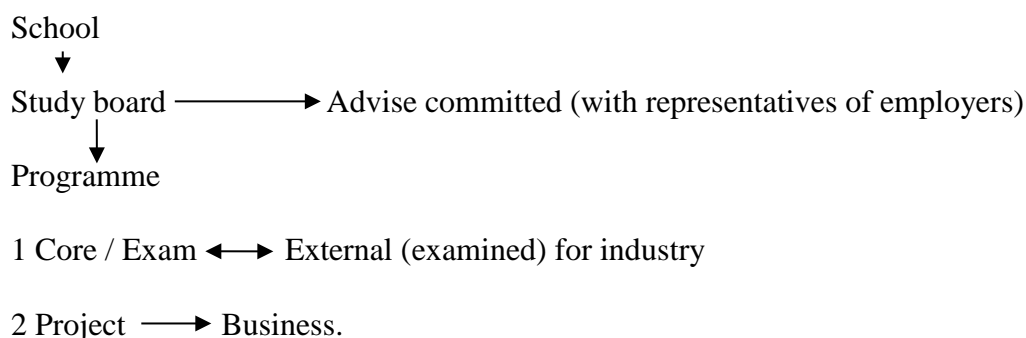 School
Study board Advise committed (with representatives of employers)
Programme
1 Core / Exam External (examined) for industry
2 Project Business.